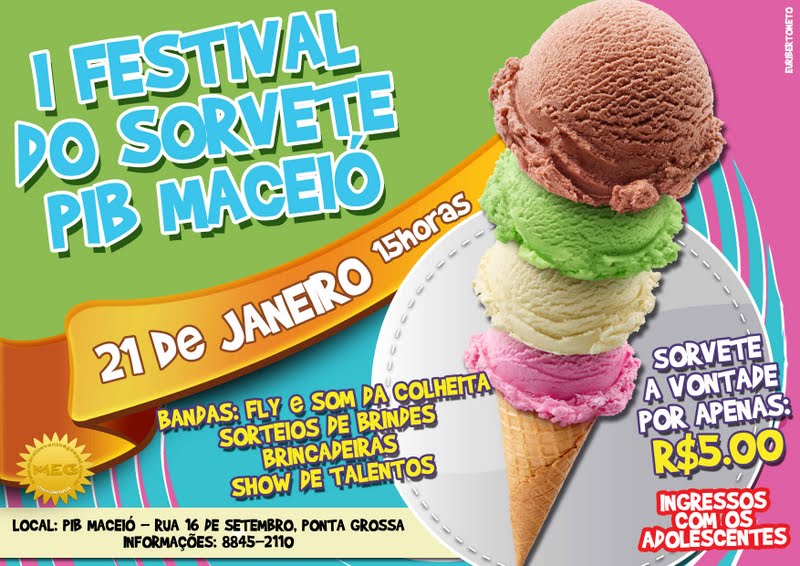 I FESTIVAL
DO SORVETE
PIB MACEIÓ
21 DE JANEIRO 15horas
BANDAS: FLY e SOM DA COLHEITA
SORTEIOS DE BRINDES
BRINCADEIRAS
SHOW DE TALENTOS
SORVETE
A VONTADE
POR APENAS:
R$5.00
INGRESSOS
COM OS
ADOLESCENTES
MEG
LOCAL: PIB MACEIÓ – RUA 16 DE SETEMBRO, PONTA GROSSA
INFORMAÇÕES: 8845-2110
EURIBERTONETO